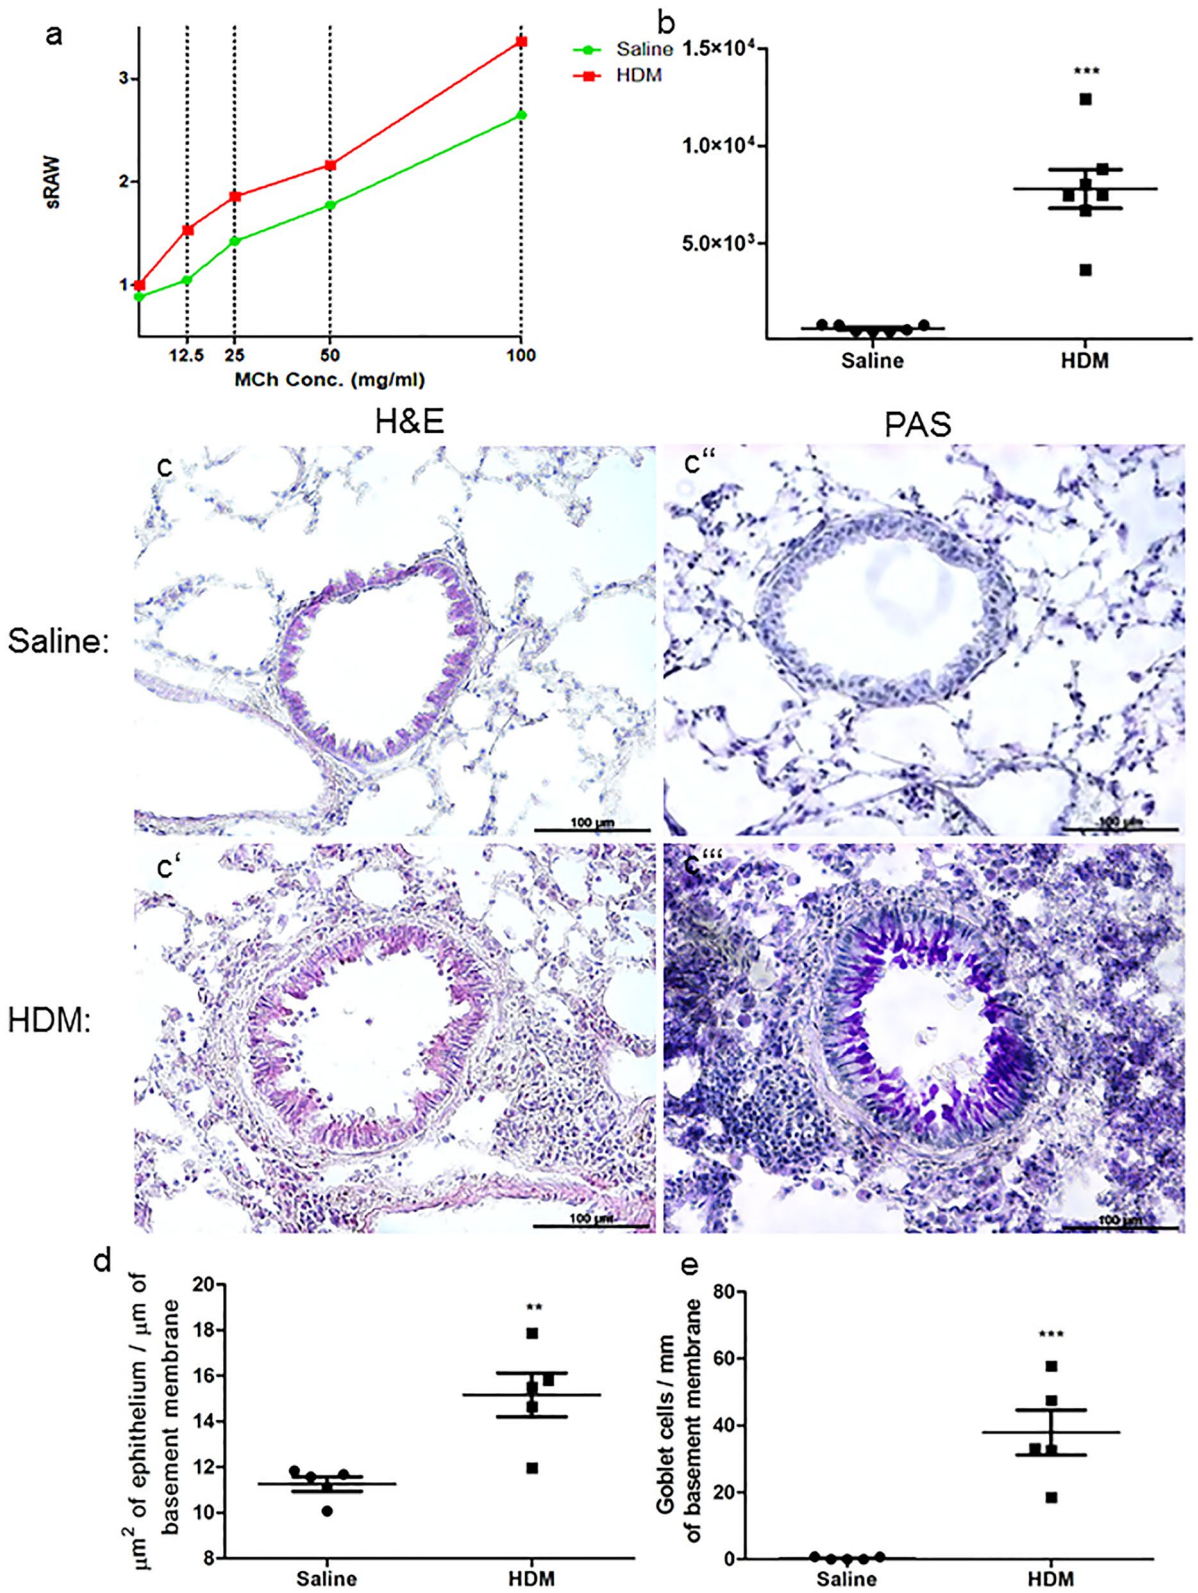 a
Saline
HDM
3
2
1
sRAW
12.5 25 50 100
MCh Conc. (mg/ml)
b
1.5×10⁴
1.0×10⁴
5.0×10³
***
Saline HDM
H&E PAS
Saline:
c
100 µm
c“
100 µm
HDM:
c‘
100 µm
c‘‘‘
100 µm
d
µm² of ephithelium / µm of
basement membrane
20
18
16
14
12
10
8
**
Saline HDM
e
Goblet cells / mm
of basement membrane
80
60
40
20
0
***
Saline HDM